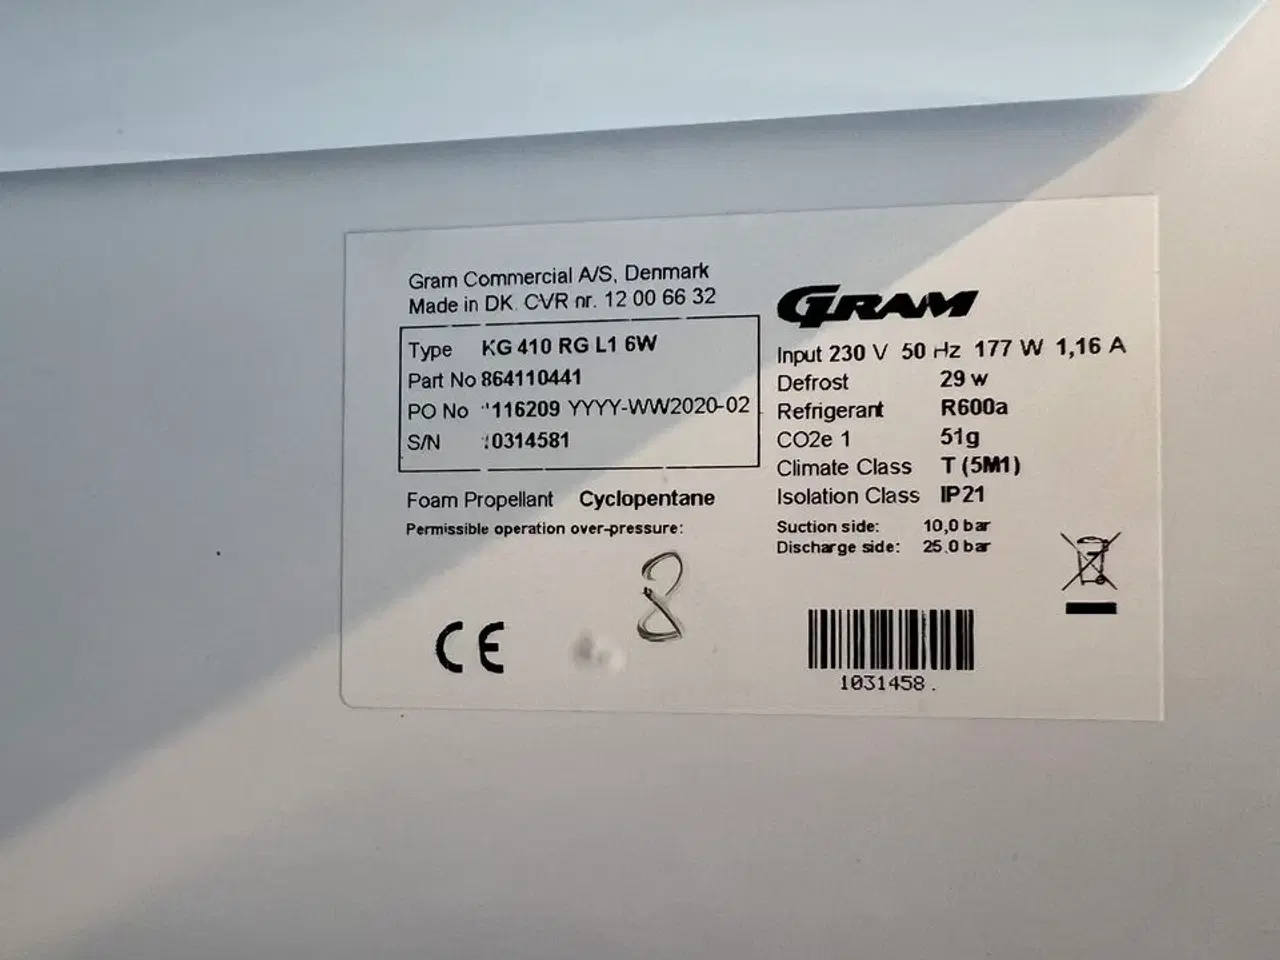 Gram Commercial A/S, Denmark
Made in DK. CVR nr. 12 00 66 32
Type KG 410 RG L1 6W
Part No 864110441
PO No 116209 YYYY-WW2020-02
S/N 10314581
Foam Propellant Cyclopentane
Permissible operation over-pressure:
8
CE
GRAM
Input 230 V 50 Hz 177 W 1,16 A
Defrost 29 w
Refrigerant R600a
CO2e 1 51g
Climate Class T (5M1)
Isolation Class IP21
Suction side: 10,0 bar
Discharge side: 25,0 bar
1031458.